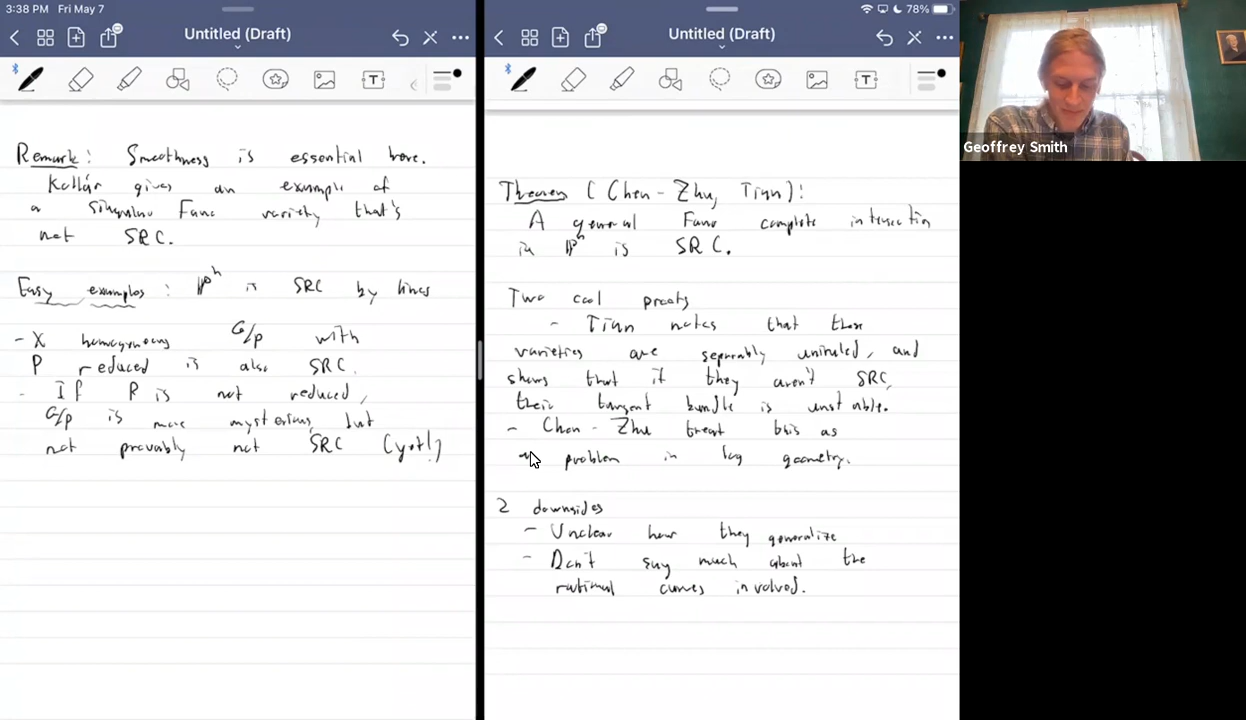 3:38 PM Fri May 7
Untitled (Draft)
Remark: Smoothness is essential here.
Kollár gives an example of
a singular Fano variety that's
not SRC.
Easy examples: ℙⁿ is SRC by lines
- X homogeneous G/P with
P reduced is also SRC.
- If P is not reduced,
G/P is more mysterious, but
not provably not SRC (yet!)
78%
Untitled (Draft)
Theorem (Chen-Zhu, Tian):
A general Fano complete intersection
in ℙⁿ is SRC.
Two cool proofs
- Tian notes that these
varieties are separably uniruled, and
shows that if they aren't SRC,
their tangent bundle is unstable.
- Chen-Zhu treat this as
a problem in log geometry.
2 downsides
- Unclear how they generalize
- Don't say much about the
rational curves involved.
Geoffrey Smith